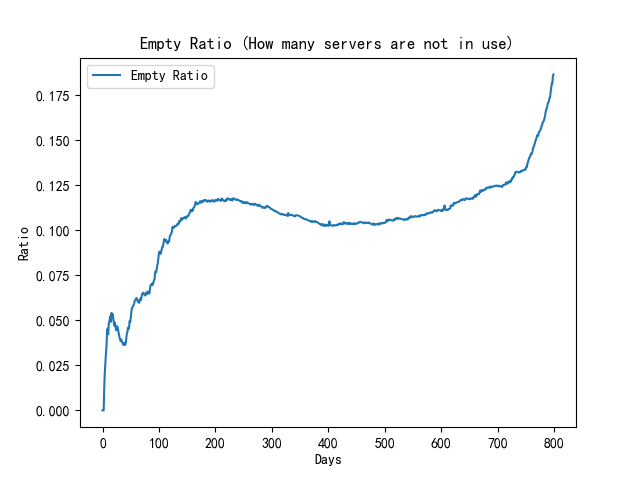 Empty Ratio (How many servers are not in use)
Empty Ratio
0.175
0.150
0.125
0.100
0.075
0.050
0.025
0.000
Ratio
0 100 200 300 400 500 600 700 800
Days